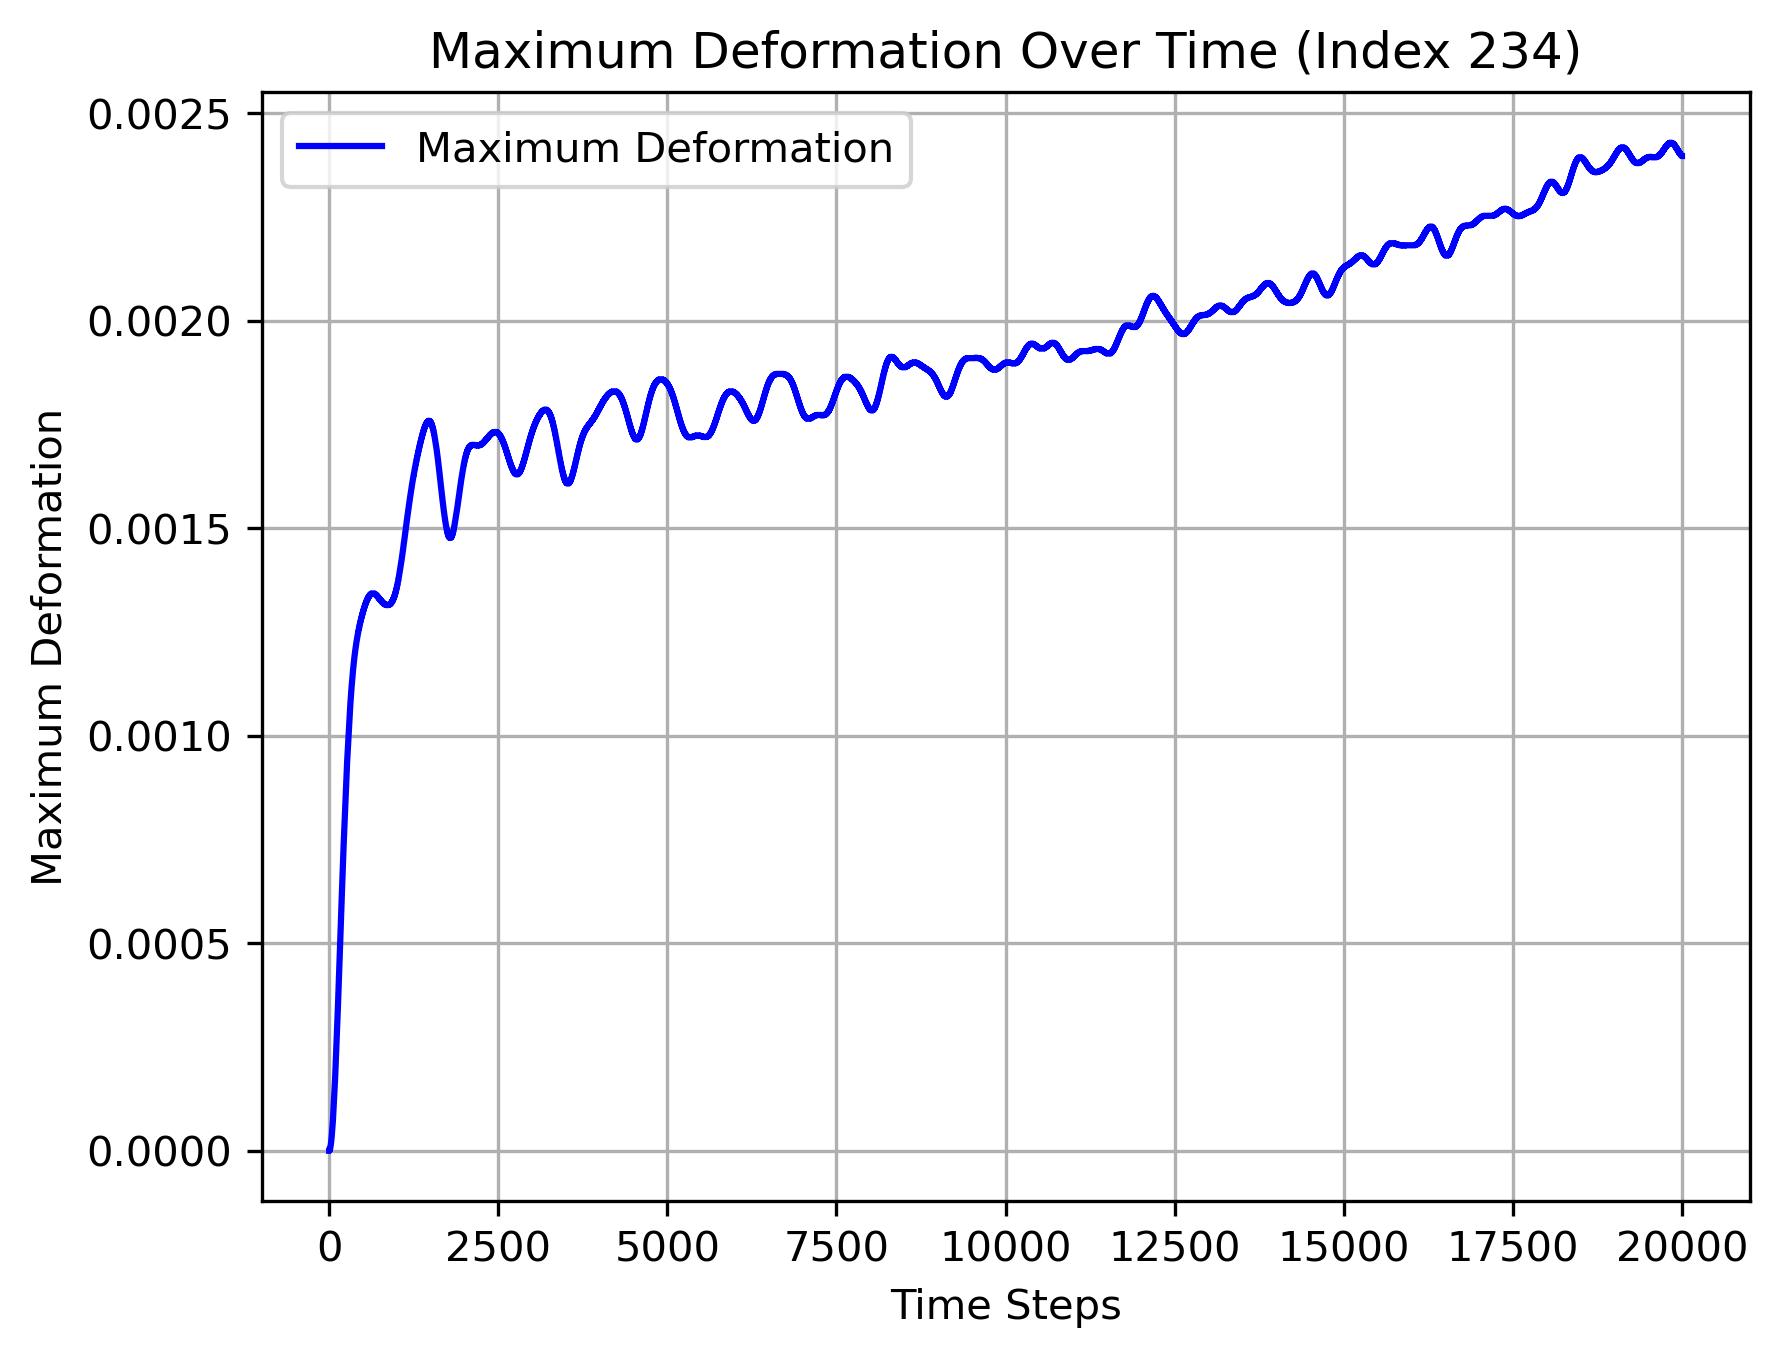 Maximum Deformation Over Time (Index 234)
Maximum Deformation
Maximum Deformation
0.0025
0.0020
0.0015
0.0010
0.0005
0.0000
0 2500 5000 7500 10000 12500 15000 17500 20000
Time Steps